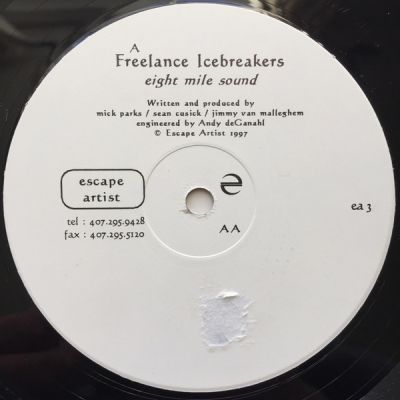 A
Freelance Icebreakers
eight mile sound
Written and produced by
mick parks / sean cusick / jimmy van malleghem
engineered by Andy deGanahl
© Escape Artist 1997
escape
artist
tel : 407.295.9428
fax : 407.295.5120
e
AA
ea 3